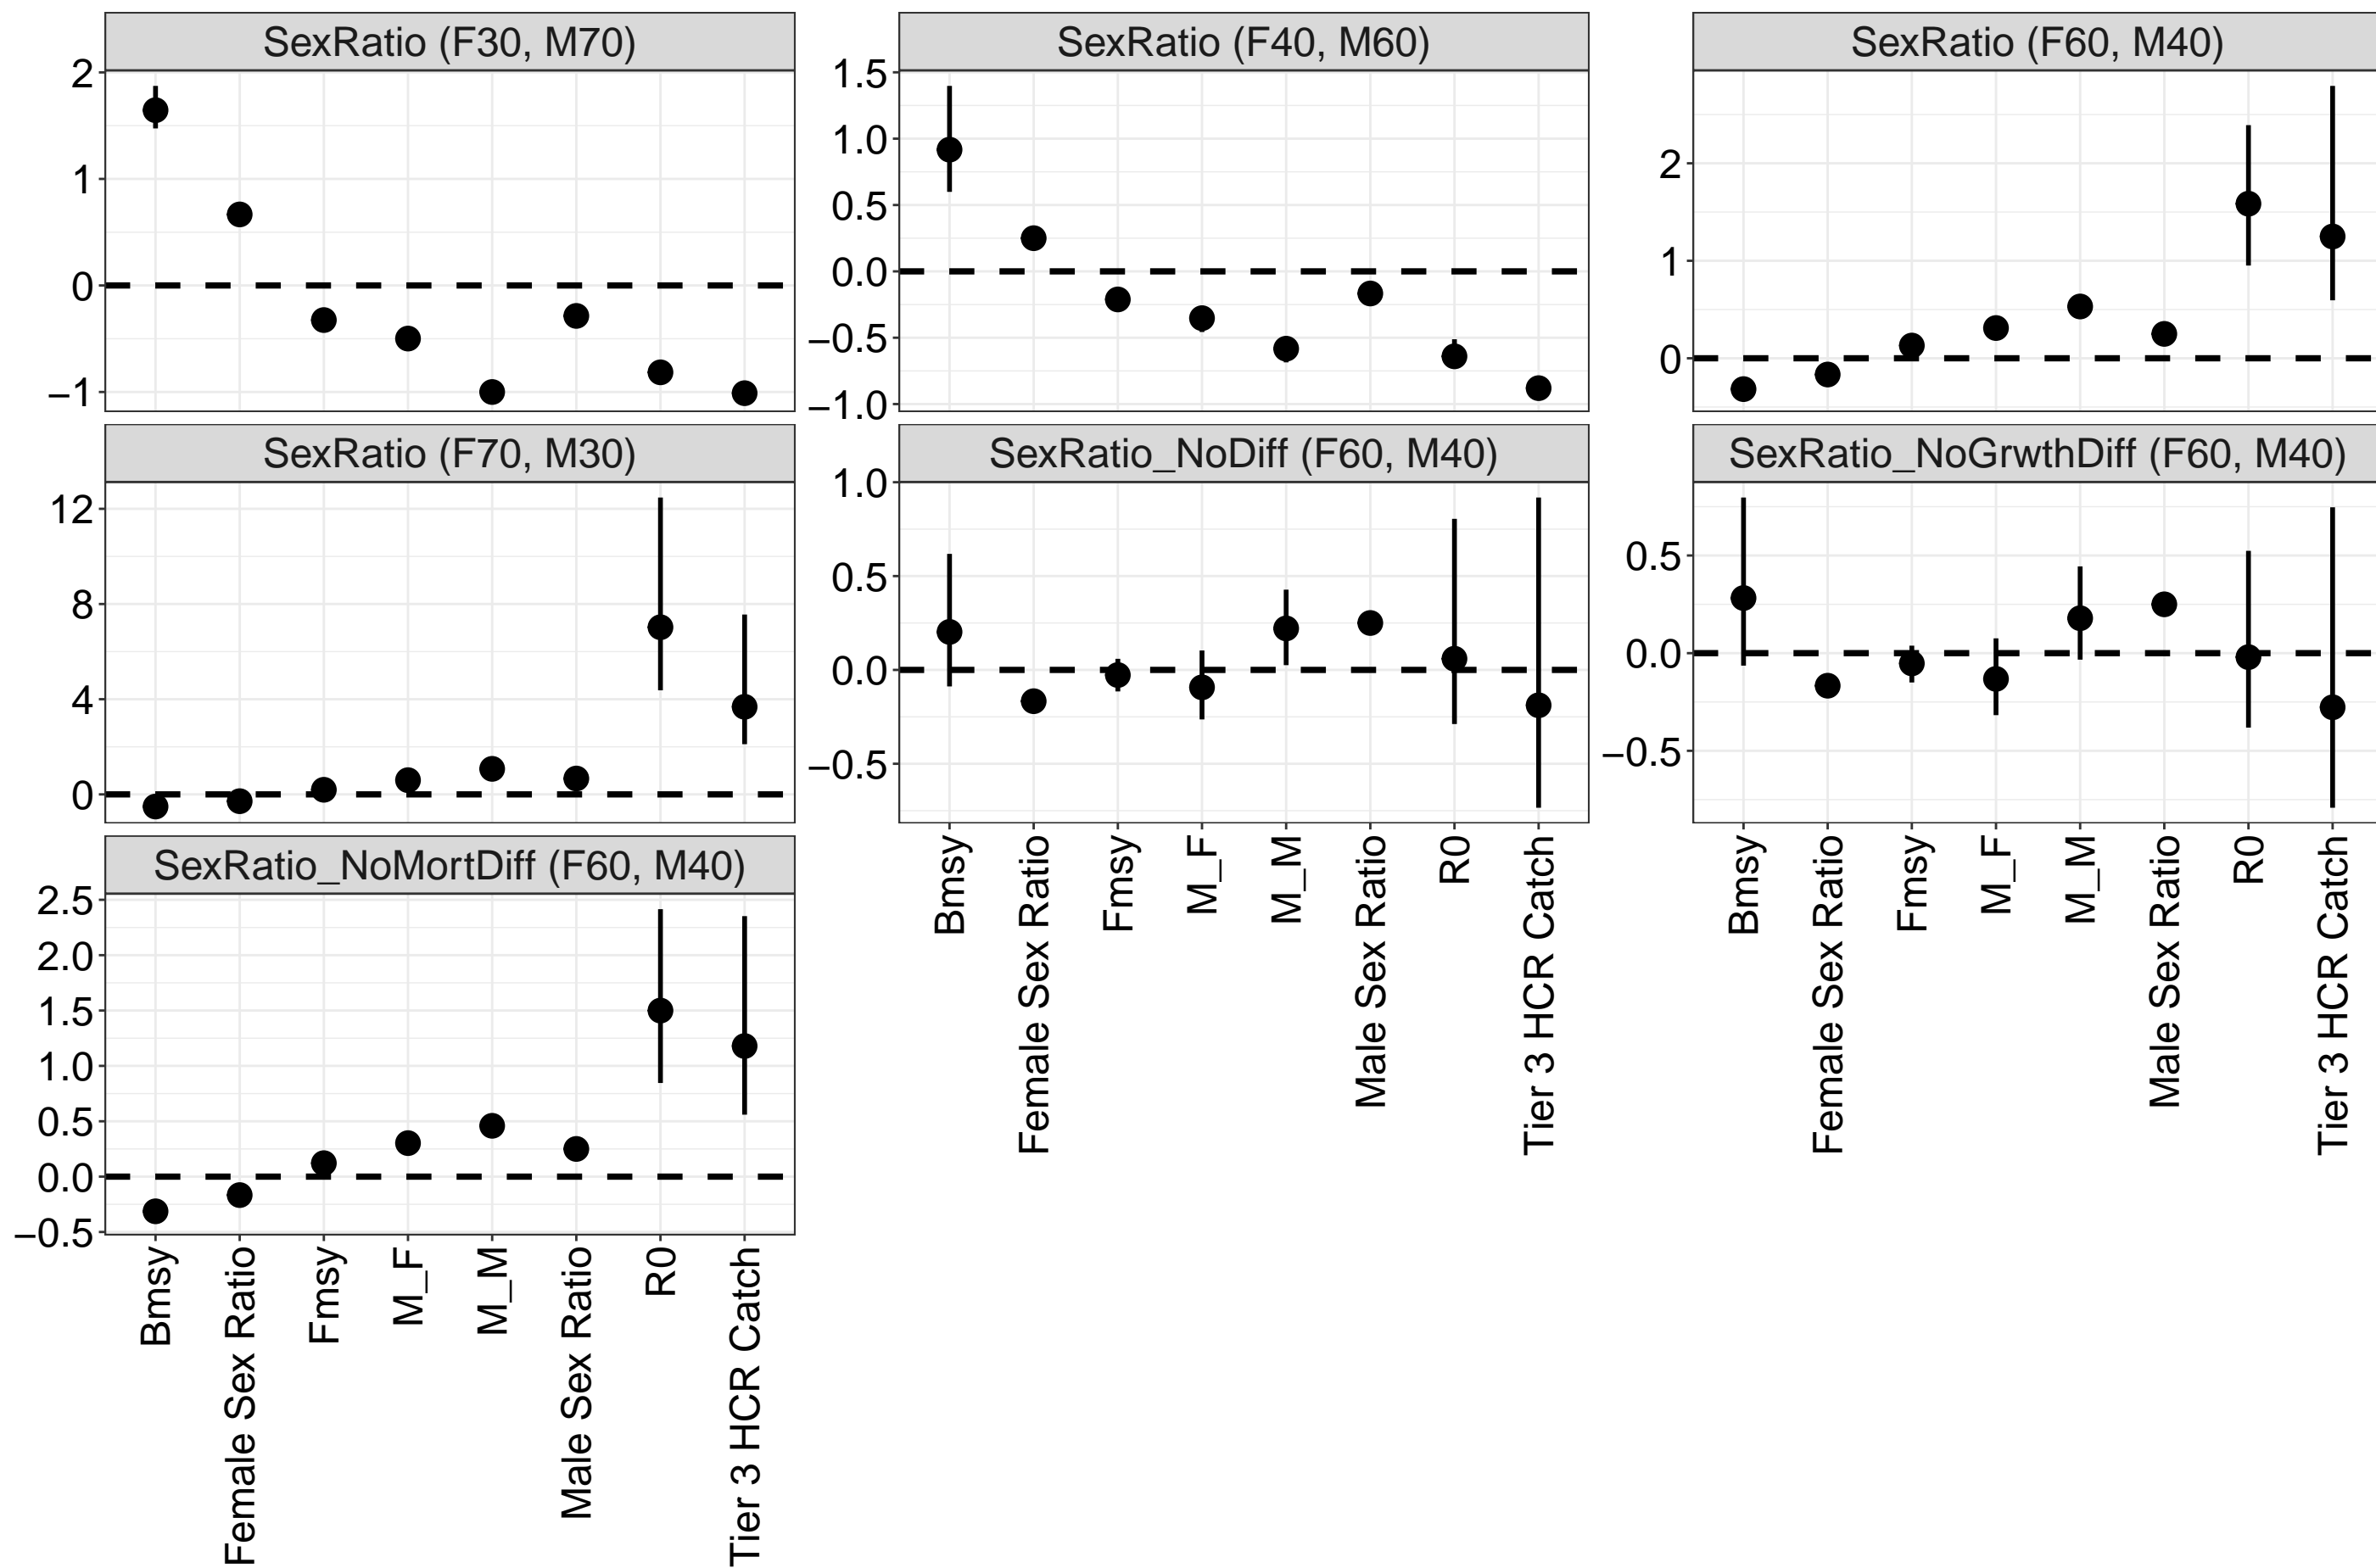 SexRatio (F30, M70)
2
1
0
−1
SexRatio (F40, M60)
1.5
1.0
0.5
0.0
−0.5
−1.0
SexRatio (F60, M40)
2
1
0
SexRatio (F70, M30)
12
8
4
0
SexRatio_NoDiff (F60, M40)
1.0
0.5
0.0
−0.5
Bmsy
Female Sex Ratio
Fmsy
M_F
M_M
Male Sex Ratio
R0
Tier 3 HCR Catch
SexRatio_NoGrwthDiff (F60, M40)
0.5
0.0
−0.5
Bmsy
Female Sex Ratio
Fmsy
M_F
M_M
Male Sex Ratio
R0
Tier 3 HCR Catch
SexRatio_NoMortDiff (F60, M40)
2.5
2.0
1.5
1.0
0.5
0.0
−0.5
Bmsy
Female Sex Ratio
Fmsy
M_F
M_M
Male Sex Ratio
R0
Tier 3 HCR Catch